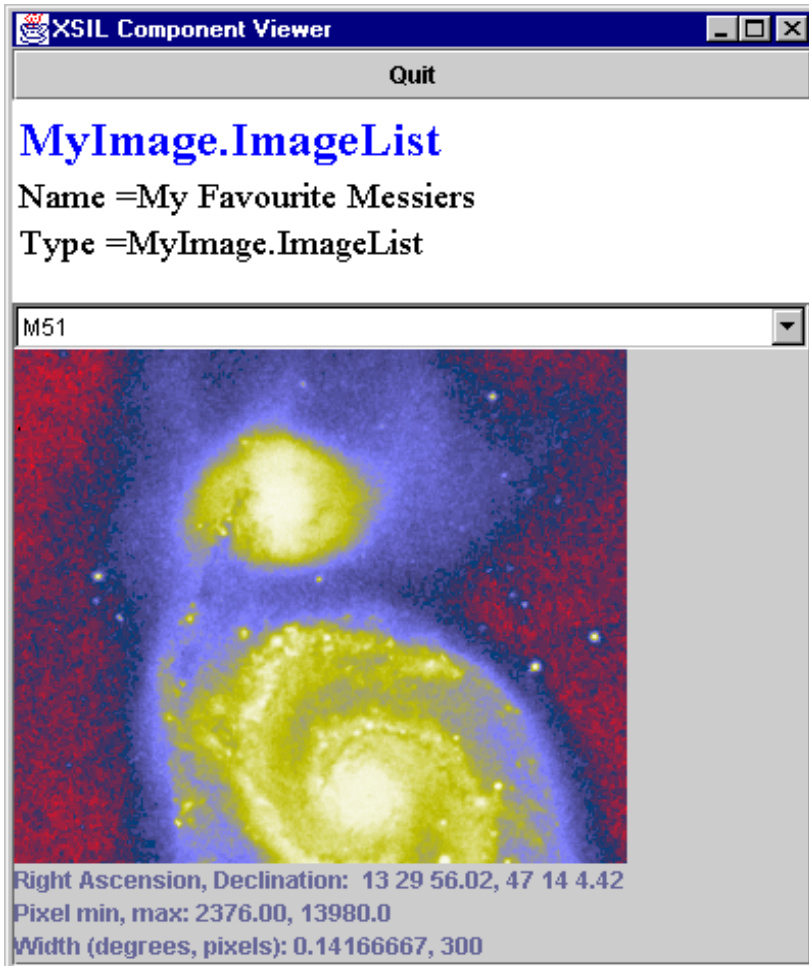 XSIL Component Viewer
Quit
MyImage.ImageList
Name =My Favourite Messiers
Type =MyImage.ImageList
M51
Right Ascension, Declination:  13 29 56.02, 47 14 4.42
Pixel min, max: 2376.00, 13980.0
Width (degrees, pixels): 0.14166667, 300